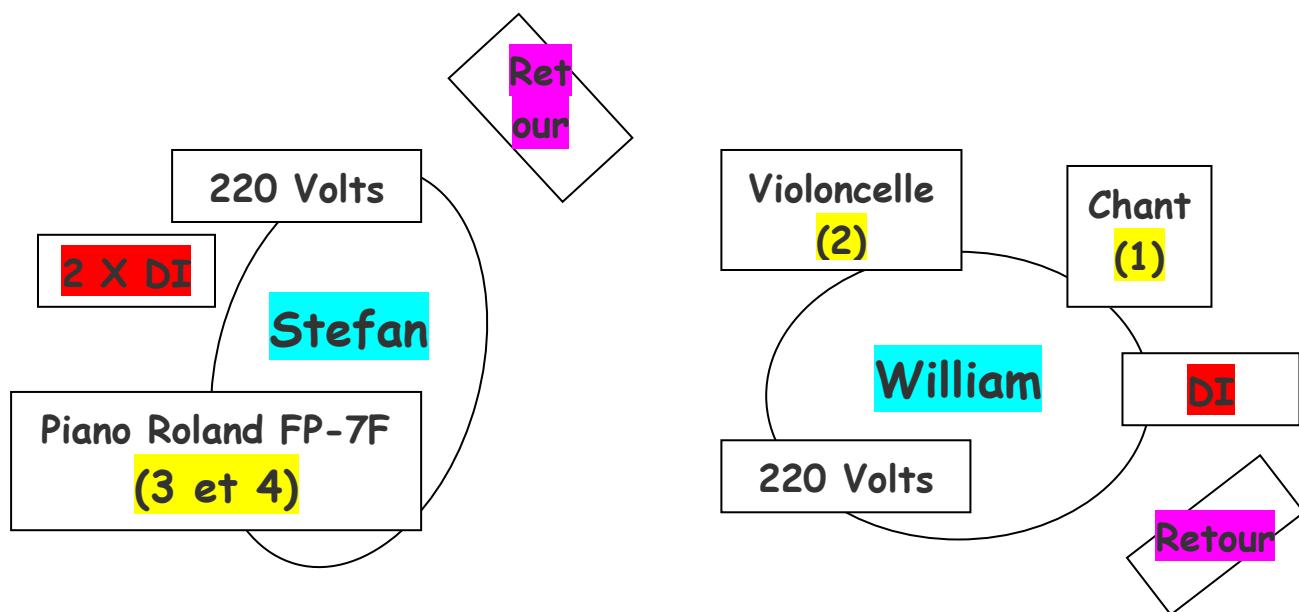 Ret
our
220 Volts
2 X DI
Stefan
Piano Roland FP-7F
(3 et 4)
Violoncelle
(2)
Chant
(1)
William
DI
220 Volts
Retour